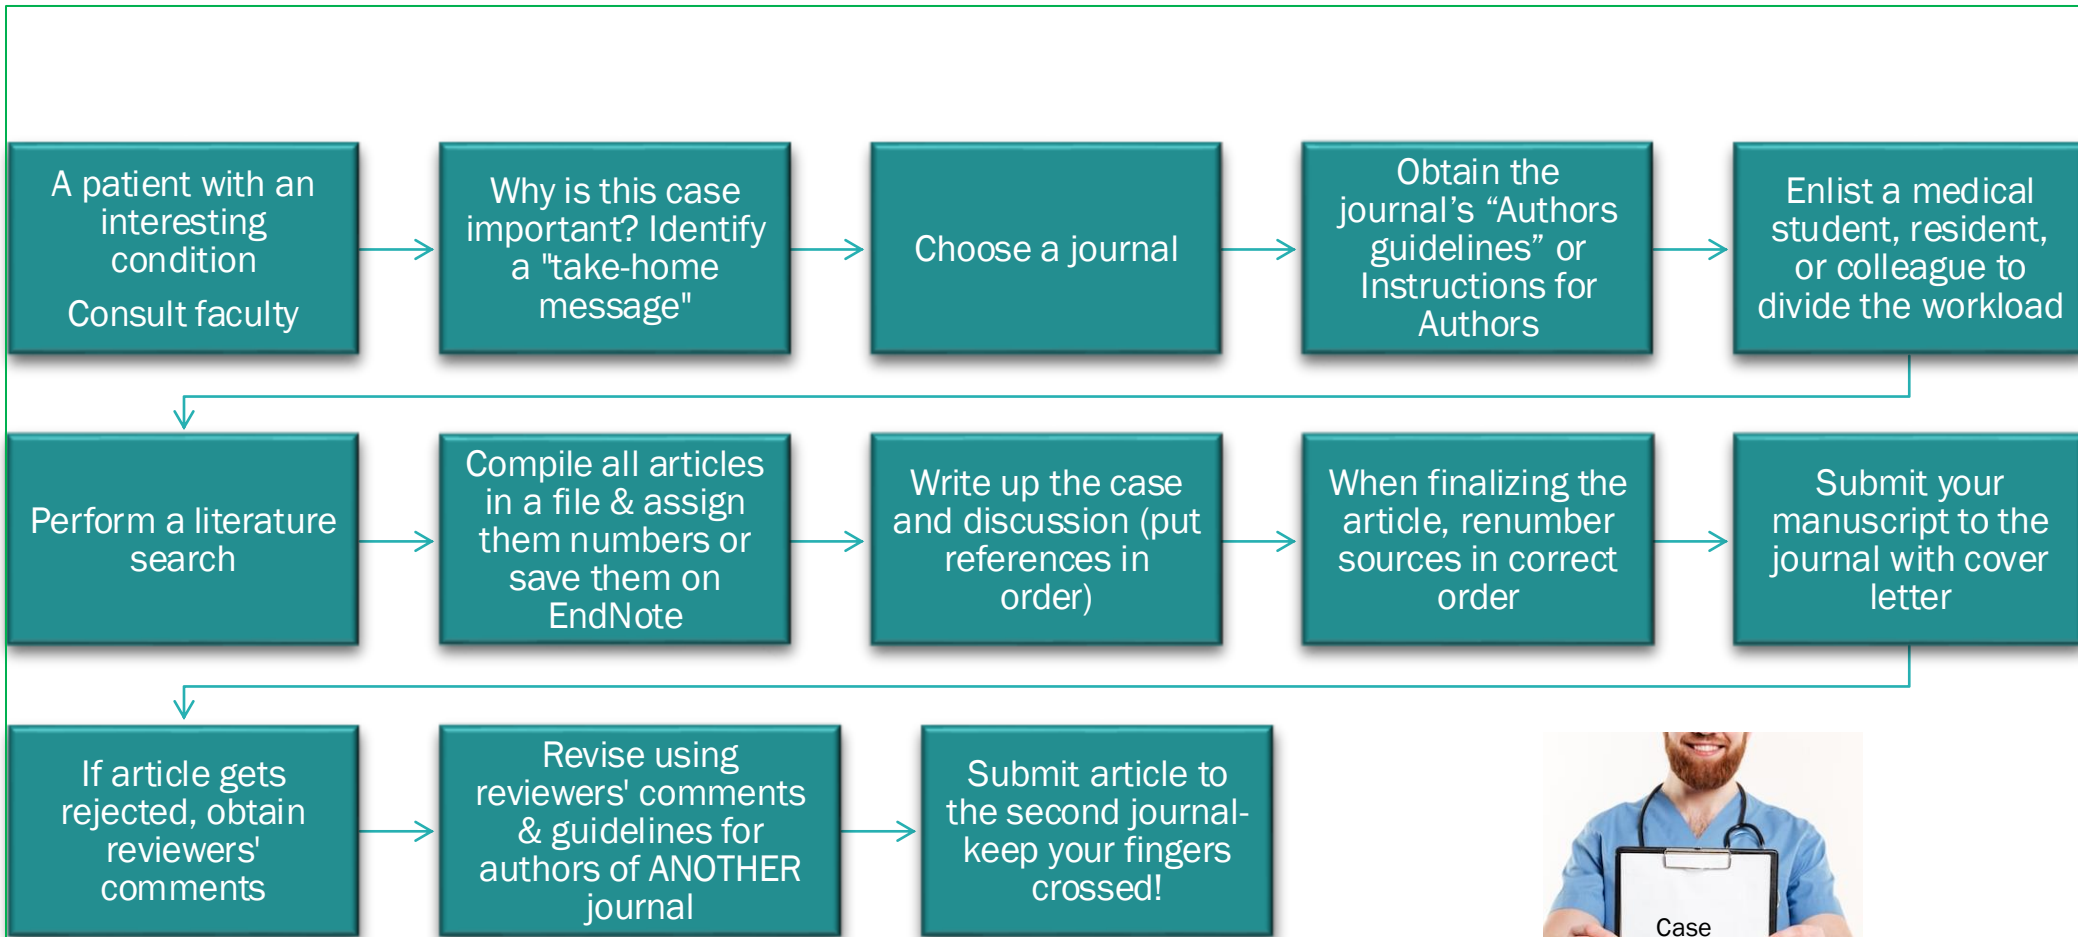 A patient with an
interesting
condition
Consult faculty
Why is this case
important? Identify
a "take-home
message"
Choose a journal
Obtain the
journal’s “Authors
guidelines” or
Instructions for
Authors
Enlist a medical
student, resident,
or colleague to
divide the workload
Perform a literature
search
Compile all articles
in a file & assign
them numbers or
save them on
EndNote
Write up the case
and discussion (put
references in
order)
When finalizing the
article, renumber
sources in correct
order
Submit your
manuscript to the
journal with cover
letter
If article gets
rejected, obtain
reviewers'
comments
Revise using
reviewers' comments
& guidelines for
authors of ANOTHER
journal
Submit article to
the second journal-
keep your fingers
crossed!
Case